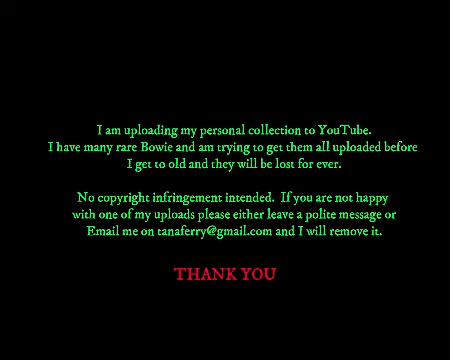 I am uploading my personal collection to YouTube.
I have many rare Bowie and am trying to get them all uploaded before
I get to old and they will be lost for ever.
No copyright infringement intended. If you are not happy
with one of my uploads please either leave a polite message or
Email me on tanaferry@gmail.com and I will remove it.
THANK YOU